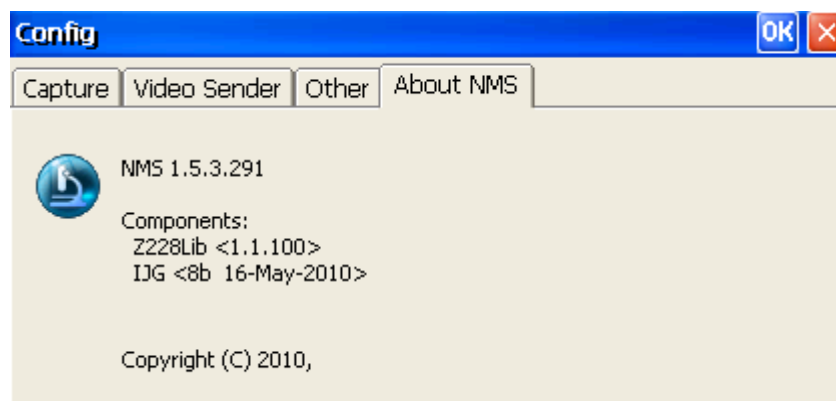 Config OK
Capture Video Sender Other About NMS
NMS 1.5.3.291
Components:
Z228Lib <1.1.100>
IJG <8b 16-May-2010>
Copyright (C) 2010,